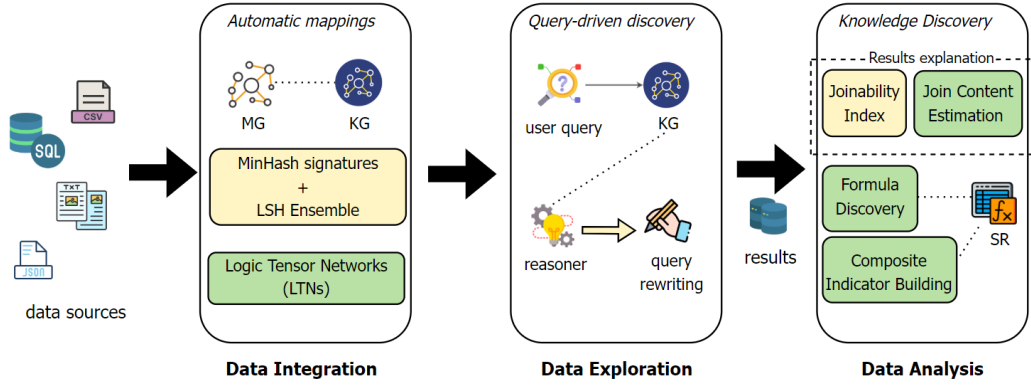 Automatic mappings
Query-driven discovery
Knowledge Discovery
CSV
SQL
TXT
JSON
data sources
MG
KG
MinHash signatures
+
LSH Ensemble
Logic Tensor Networks
(LTNs)
?
user query
KG
reasoner
query
rewriting
results
Results explanation
Joinability
Index
Join Content
Estimation
Formula
Discovery
fx
SR
Composite
Indicator Building
Data Integration
Data Exploration
Data Analysis